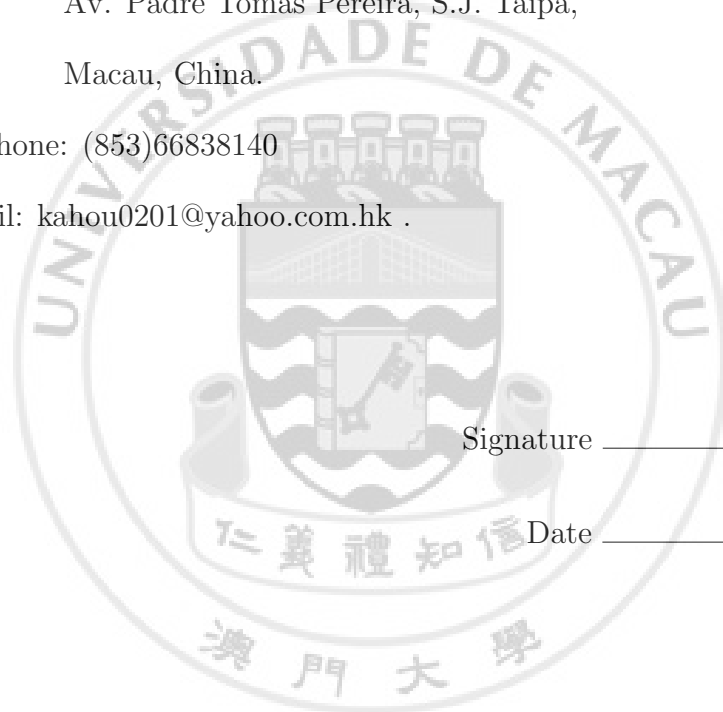 Av. Padre Tomás Pereira, S.J. Taipa,
Macau, China.
hone: (853)66838140
il: kahou0201@yahoo.com.hk .
Signature
Date
UNIVERSIDADE DE MACAU
仁義禮知信
澳門大學